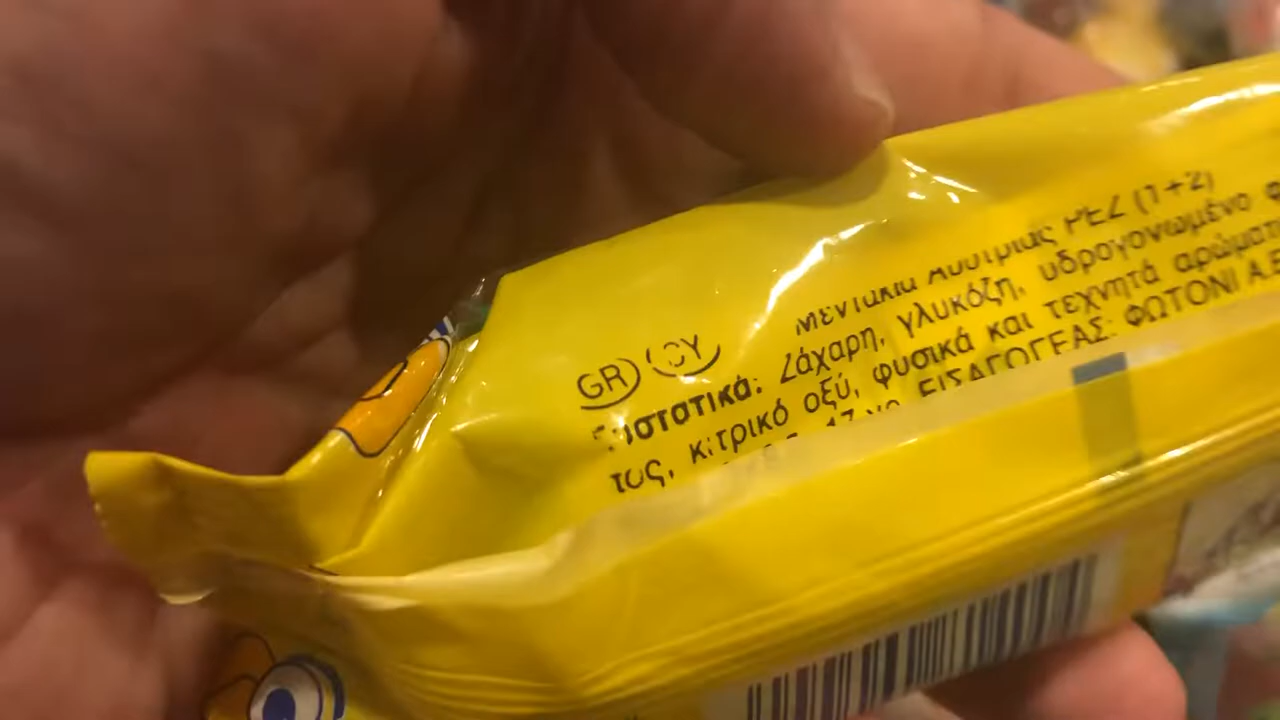 GR CY Μεντάκια Αυστρίας PEZ (1+2)
Συστατικά: Ζάχαρη, γλυκόζη, υδρογονωμένο
τος, κιτρικό οξύ, φυσικά και τεχνητά
ΕΙΣΑΓΩΓΕΑΣ: ΦΩΤΟΝΙ Α.Ε